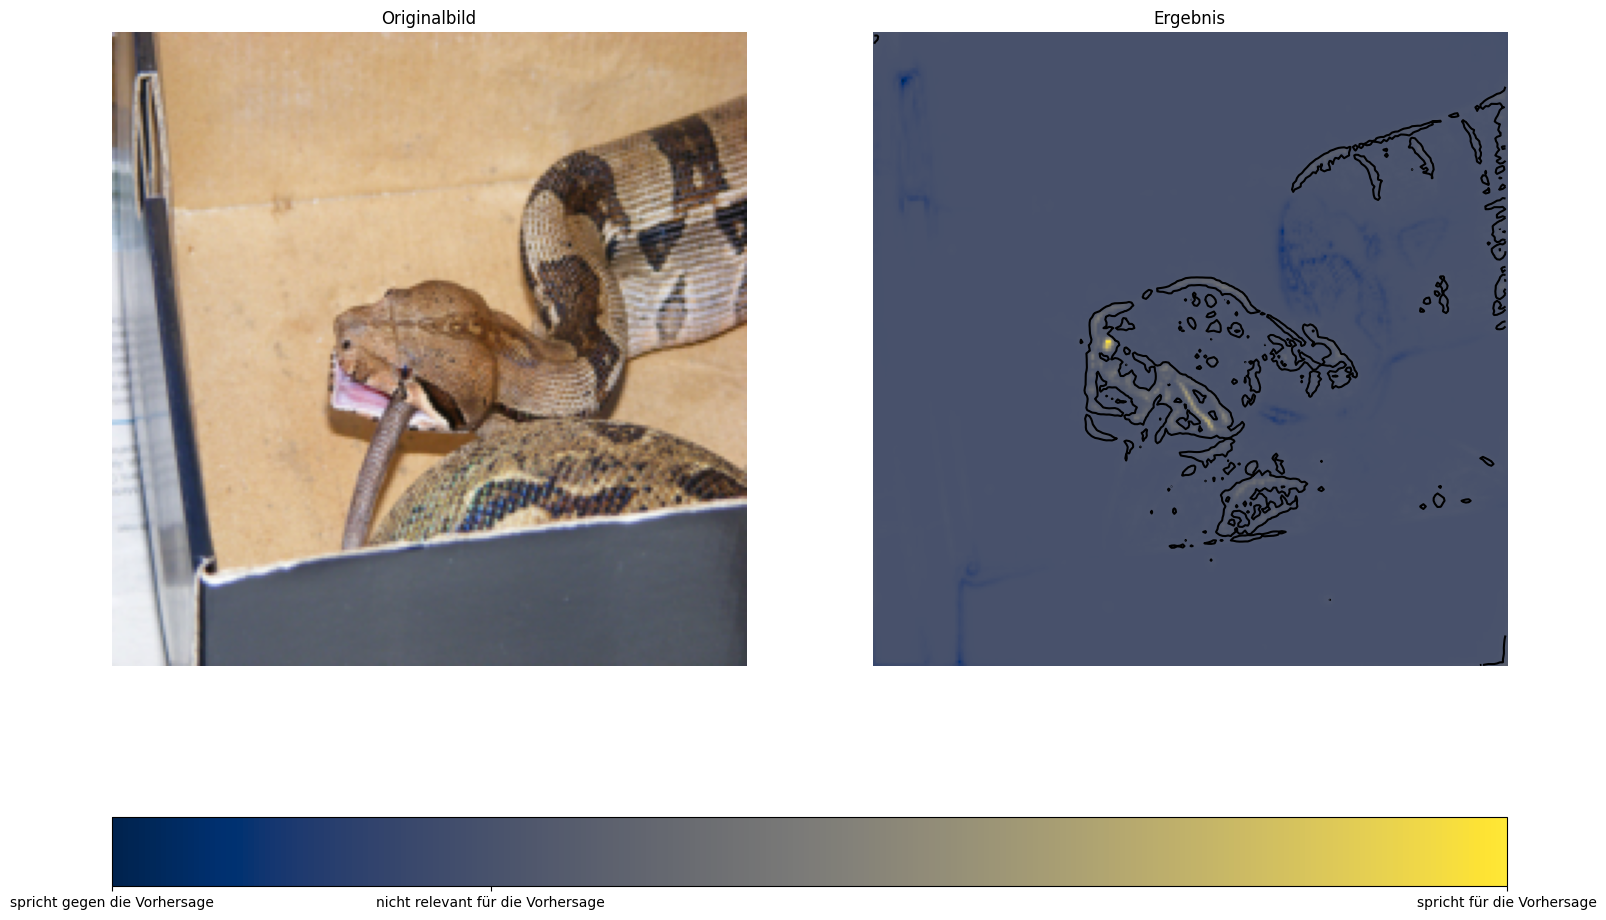 Originalbild
Ergebnis
spricht gegen die Vorhersage
nicht relevant für die Vorhersage
spricht für die Vorhersage